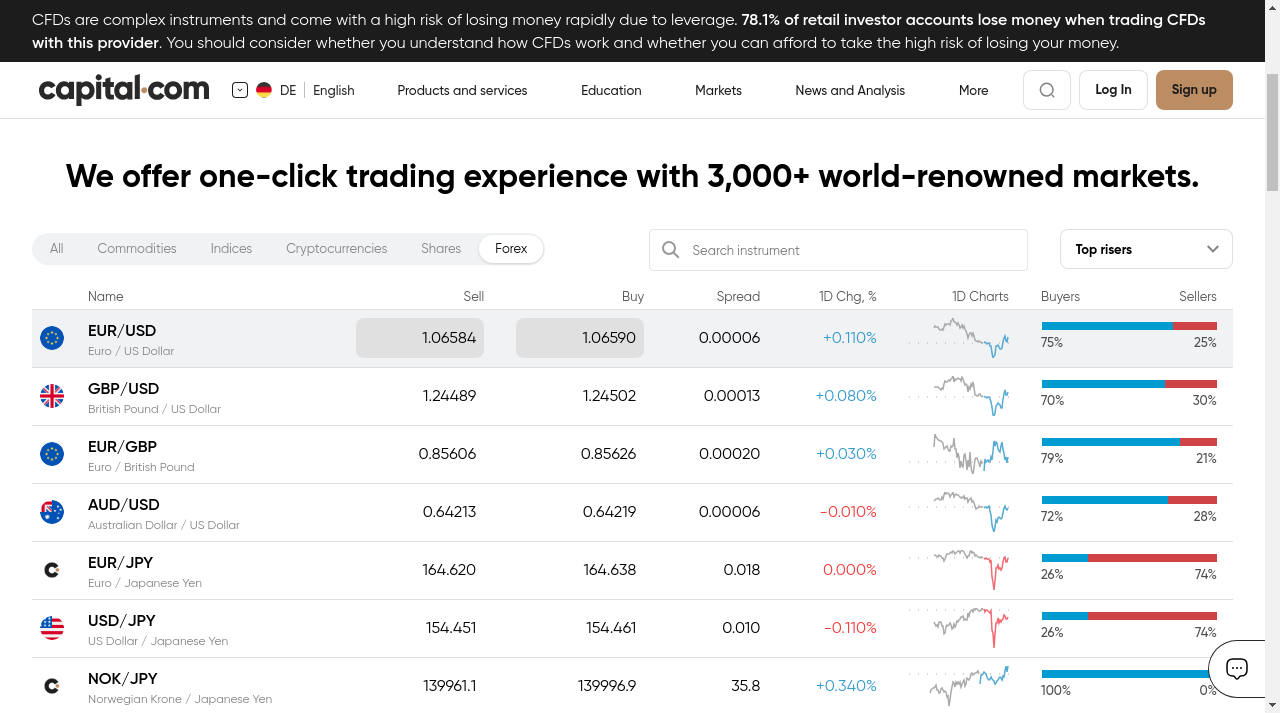 CFDs are complex instruments and come with a high risk of losing money rapidly due to leverage. 78.1% of retail investor accounts lose money when trading CFDs
with this provider. You should consider whether you understand how CFDs work and whether you can afford to take the high risk of losing your money.
capital.com DE English Products and services Education Markets News and Analysis More Log In Sign up
We offer one-click trading experience with 3,000+ world-renowned markets.
All Commodities Indices Cryptocurrencies Shares Forex Search instrument Top risers
Name Sell Buy Spread 1D Chg, % 1D Charts Buyers Sellers
EUR/USD 1.06584 1.06590 0.00006 +0.110%
Euro / US Dollar 75% 25%
GBP/USD 1.24489 1.24502 0.00013 +0.080%
British Pound / US Dollar 70% 30%
EUR/GBP 0.85606 0.85626 0.00020 +0.030%
Euro / British Pound 79% 21%
AUD/USD 0.64213 0.64219 0.00006 -0.010%
Australian Dollar / US Dollar 72% 28%
EUR/JPY 164.620 164.638 0.018 0.000%
Euro / Japanese Yen 26% 74%
USD/JPY 154.451 154.461 0.010 -0.110%
US Dollar / Japanese Yen 26% 74%
NOK/JPY 139961.1 139996.9 35.8 +0.340%
Norwegian Krone / Japanese Yen 100% 0%